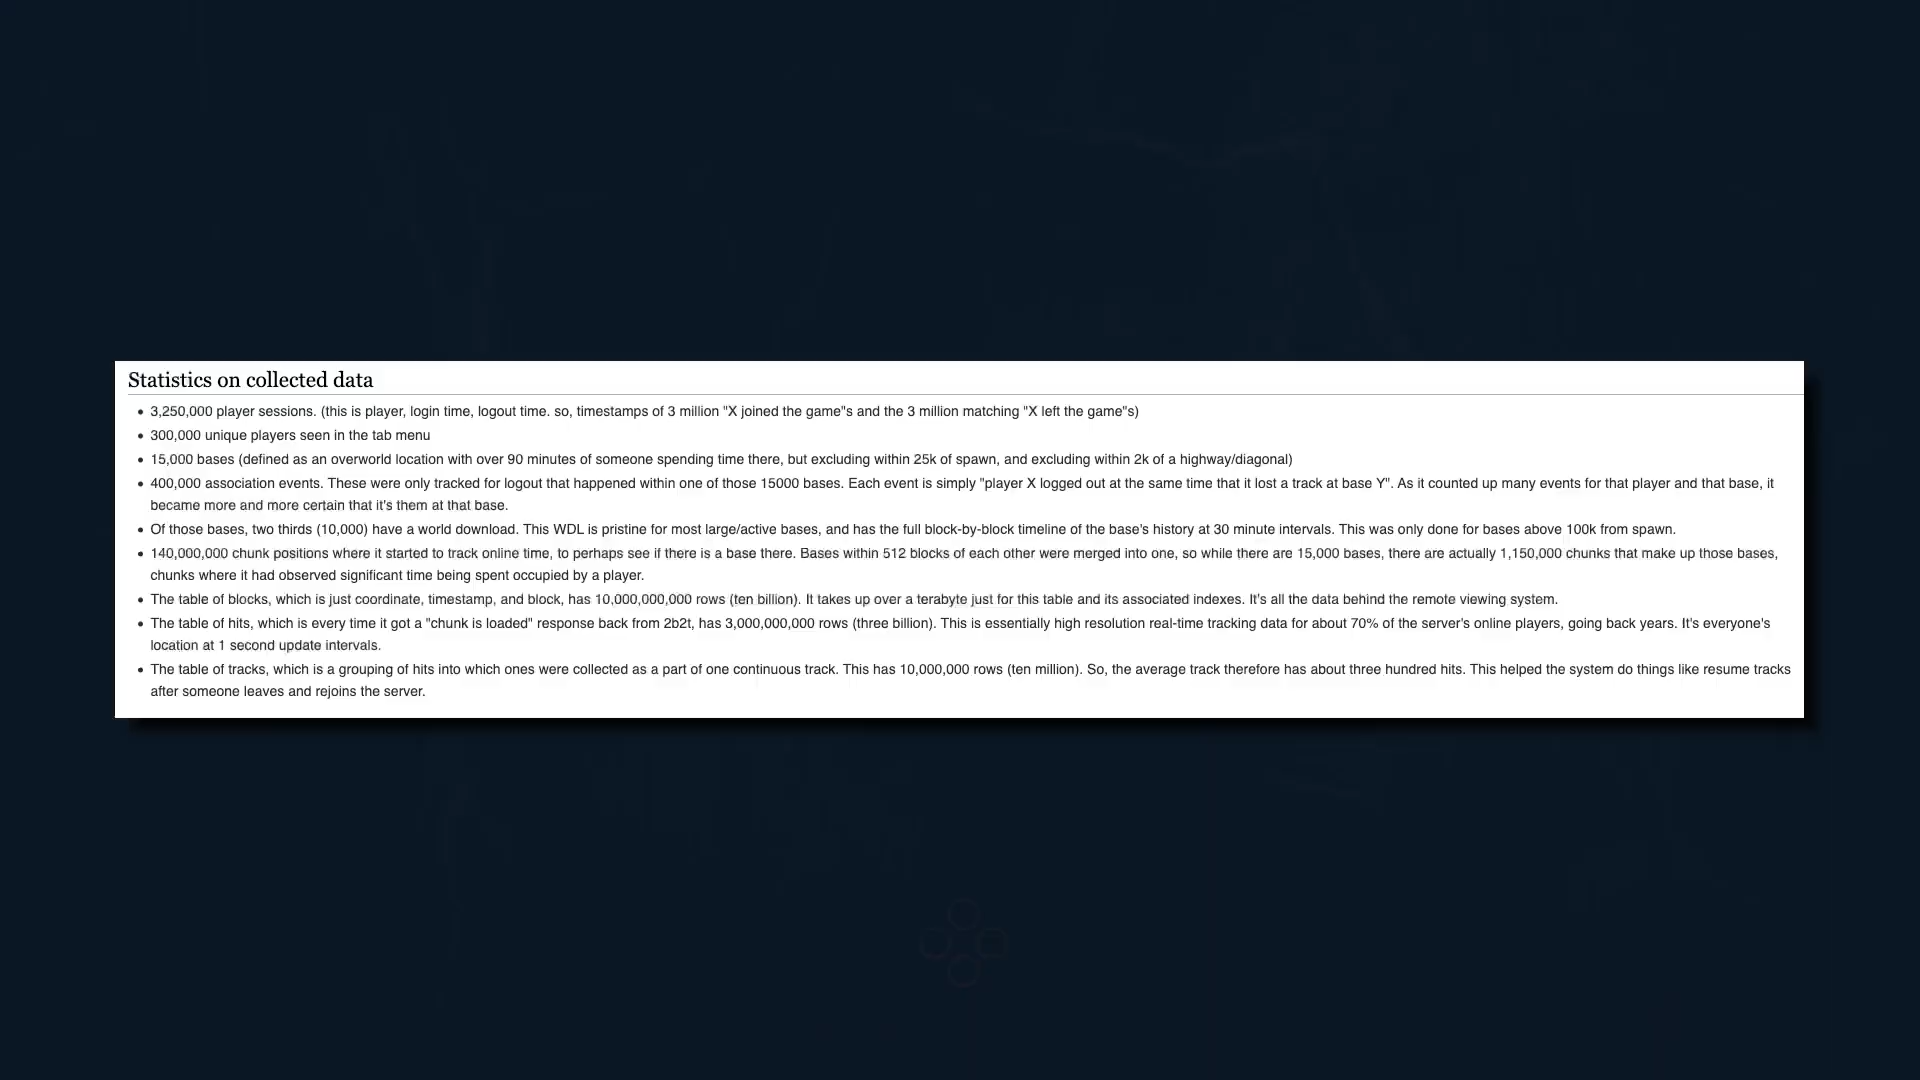 Statistics on collected data
• 3,250,000 player sessions. (this is player, login time, logout time. so, timestamps of 3 million "X joined the game"s and the 3 million matching "X left the game"s)
• 300,000 unique players seen in the tab menu
• 15,000 bases (defined as an overworld location with over 90 minutes of someone spending time there, but excluding within 25k of spawn, and excluding within 2k of a highway/diagonal)
• 400,000 association events. These were only tracked for logout that happened within one of those 15000 bases. Each event is simply "player X logged out at the same time that it lost a track at base Y". As it counted up many events for that player and that base, it
became more and more certain that it's them at that base.
• Of those bases, two thirds (10,000) have a world download. This WDL is pristine for most large/active bases, and has the full block-by-block timeline of the base's history at 30 minute intervals. This was only done for bases above 100k from spawn.
• 140,000,000 chunk positions where it started to track online time, to perhaps see if there is a base there. Bases within 512 blocks of each other were merged into one, so while there are 15,000 bases, there are actually 1,150,000 chunks that make up those bases,
chunks where it had observed significant time being spent occupied by a player.
• The table of blocks, which is just coordinate, timestamp, and block, has 10,000,000,000 rows (ten billion). It takes up over a terabyte just for this table and its associated indexes. It's all the data behind the remote viewing system.
• The table of hits, which is every time it got a "chunk is loaded" response back from 2b2t, has 3,000,000,000 rows (three billion). This is essentially high resolution real-time tracking data for about 70% of the server's online players, going back years. It's everyone's
location at 1 second update intervals.
• The table of tracks, which is a grouping of hits into which ones were collected as a part of one continuous track. This has 10,000,000 rows (ten million). So, the average track therefore has about three hundred hits. This helped the system do things like resume tracks
after someone leaves and rejoins the server.